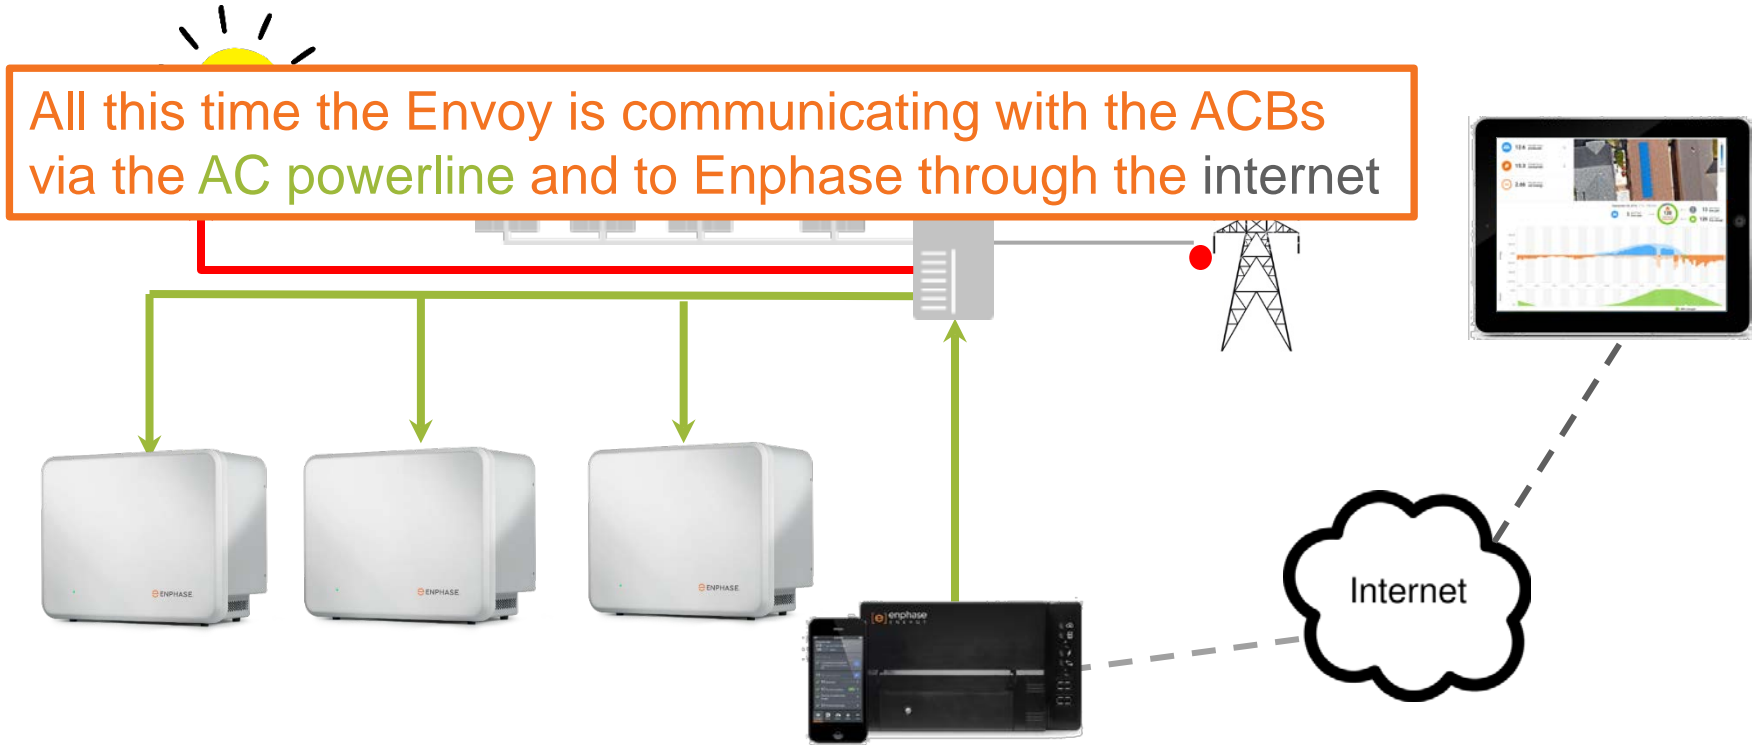 All this time the Envoy is communicating with the ACBs
via the AC powerline and to Enphase through the internet
ENPHASE
ENPHASE
ENPHASE
enphase
ENERGY
Internet